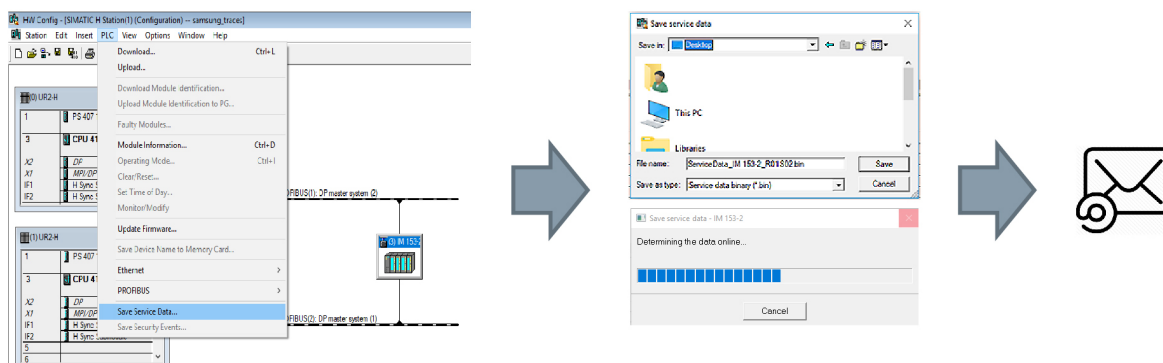 HW Config - [SIMATIC H Station(1) (Configuration) -- samsung_traces]
Station Edit Insert PLC View Options Window Help
Download... Ctrl+L
Upload...
Download Module Identification...
Upload Module Identification to PG...
Faulty Modules...
Module Information... Ctrl+D
Operating Mode... Ctrl+I
Clear/Reset...
Set Time of Day...
Monitor/Modify
Update Firmware...
Save Device Name to Memory Card...
Ethernet >
PROFIBUS >
Save Service Data...
Save Security Events...
(0) UR2-H
1 PS 407
3 CPU 41
X2 DP
X1 MPI/DP
IF1 H Sync
IF2 H Sync
(1) UR2-H
1 PS 407
3 CPU 41
X2 DP
X1 MPI/DP
IF1 H Sync
IF2 H Sync
5
6
OFIBUS(1): DP master system (2)
(3) IM 153-2
OFIBUS(2): DP master system (1)
Save service data
Save in: Desktop
This PC
Libraries
File name: ServiceData_IM 153-2_R01S02.bin Save
Save as type: Service data binary (*.bin) Cancel
Save service data - IM 153-2
Determining the data online...
Cancel